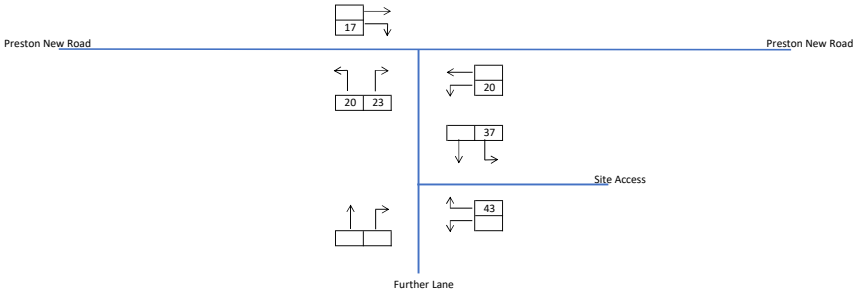 17
Preston New Road
Preston New Road
20 23
20
37
Site Access
43
Further Lane